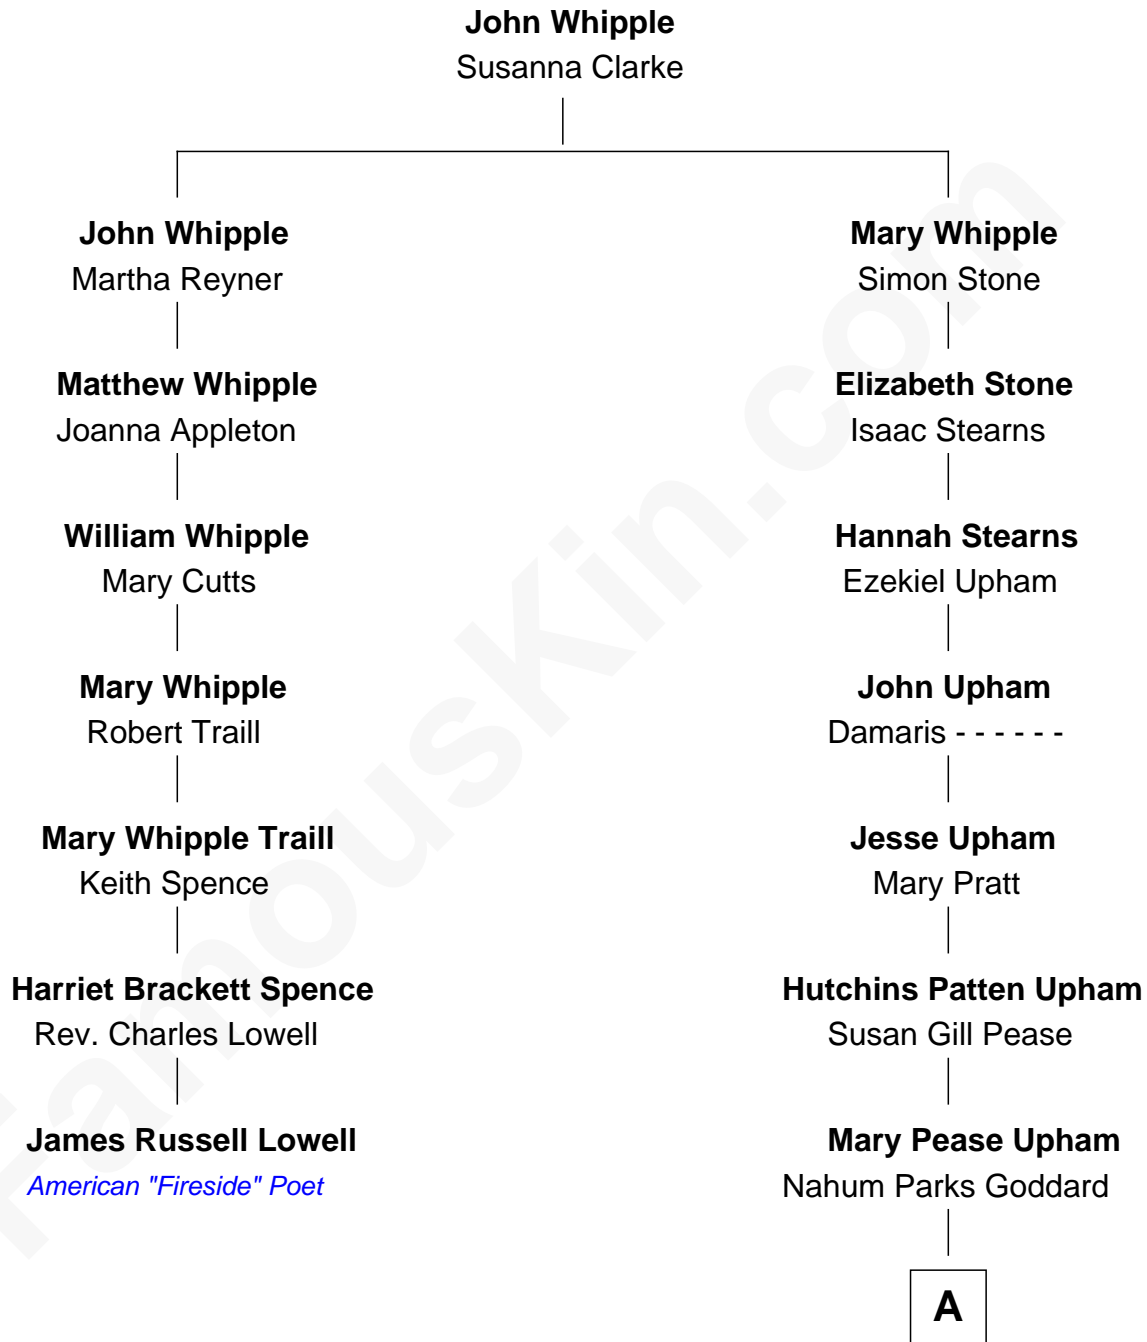 John Whipple
Susanna Clarke
John Whipple
Martha Reyner
Mary Whipple
Simon Stone
Matthew Whipple
Joanna Appleton
Elizabeth Stone
Isaac Stearns
William Whipple
Mary Cutts
Hannah Stearns
Ezekiel Upham
Mary Whipple
Robert Traill
John Upham
Damaris - - - - - -
Mary Whipple Traill
Keith Spence
Jesse Upham
Mary Pratt
Harriet Brackett Spence
Rev. Charles Lowell
Hutchins Patten Upham
Susan Gill Pease
James Russell Lowell
American "Fireside" Poet
Mary Pease Upham
Nahum Parks Goddard
A
FamousKin.com